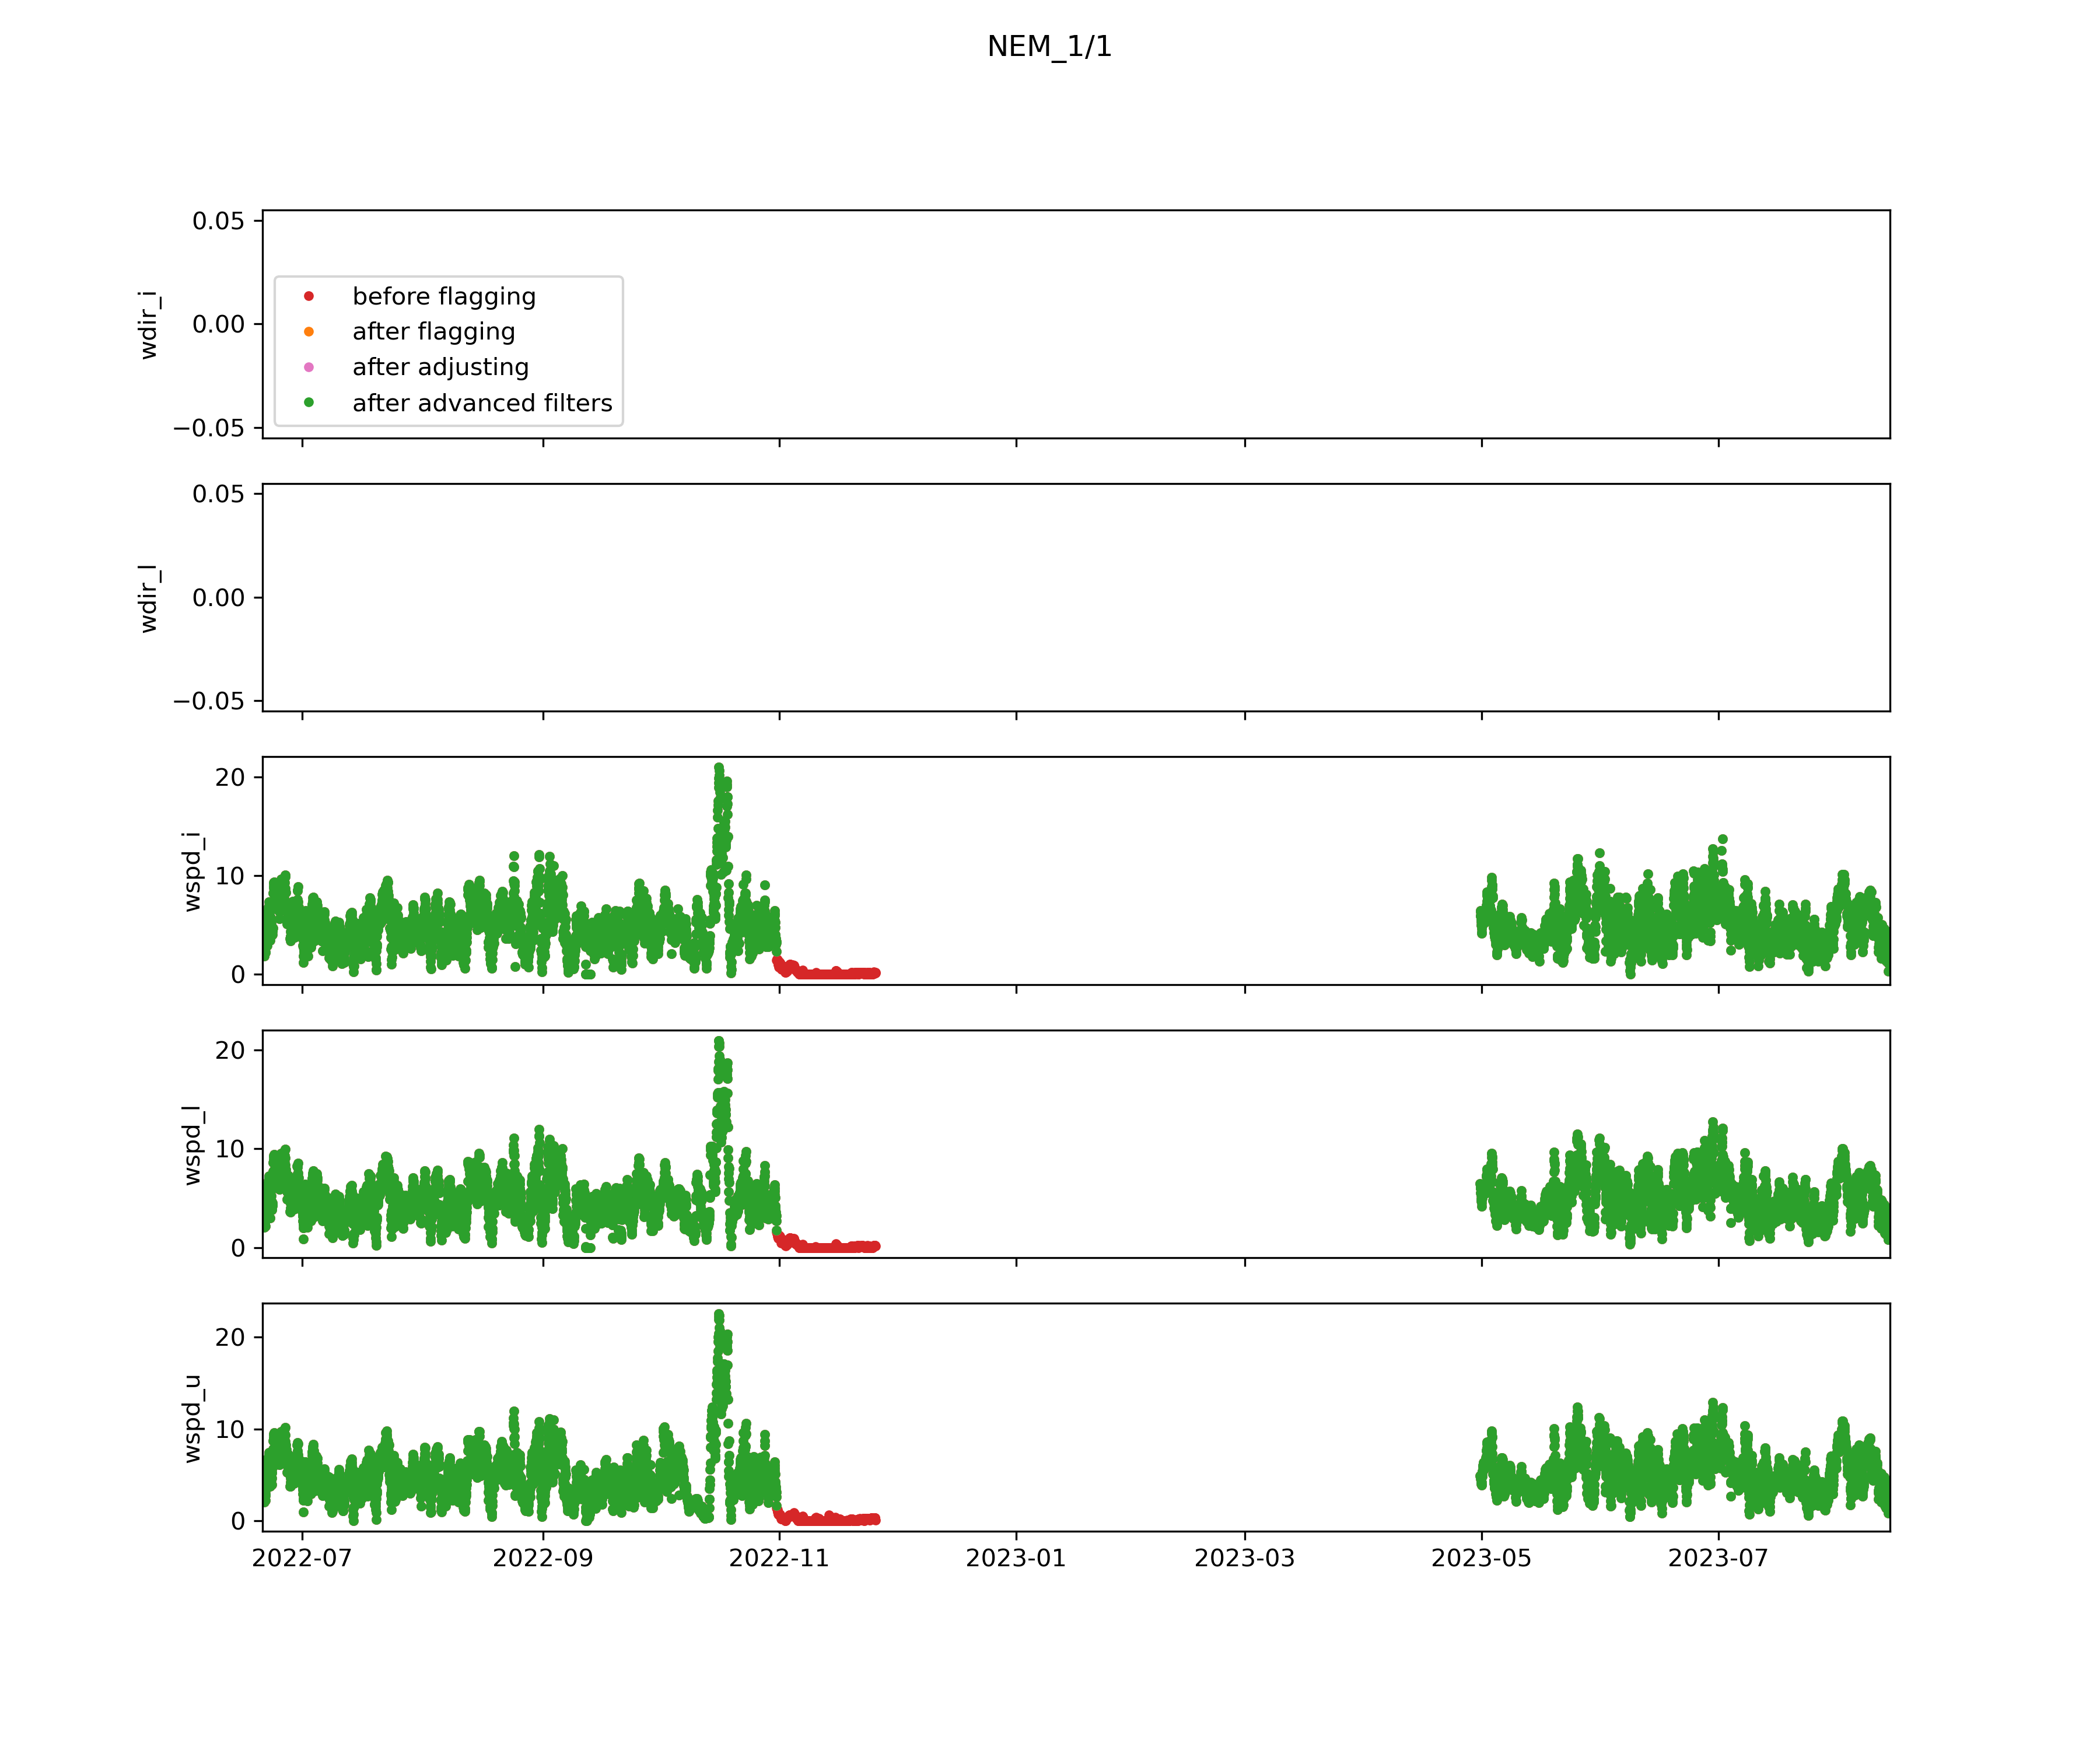 NEM_1/1
0.05
0.00
−0.05
wdir_i
before flagging
after flagging
after adjusting
after advanced filters
0.05
0.00
−0.05
wdir_l
20
10
0
wspd_i
20
10
0
wspd_l
20
10
0
wspd_u
2022-07 2022-09 2022-11 2023-01 2023-03 2023-05 2023-07